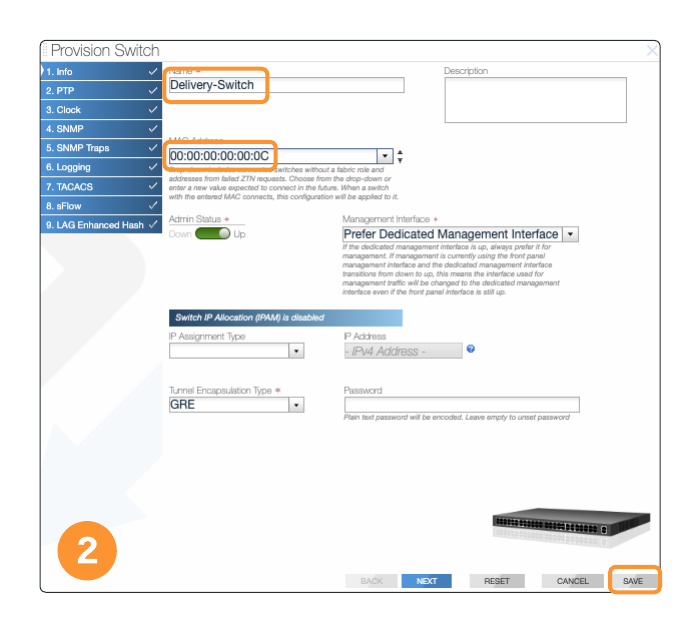 Provision Switch
1. Info
2. PTP
3. Clock
4. SNMP
5. SNMP Traps
6. Logging
7. TACACS
8. sFlow
9. LAG Enhanced Hash
Name *
Delivery-Switch
Description
MAC Address
00:00:00:00:00:0C
switches without a fabric role and
addresses from failed ZTN requests. Choose from the drop-down or
enter a new value expected to connect in the future. When a switch
with the entered MAC connects, this configuration will be applied to it.
Admin Status *
Down Up
Management Interface *
Prefer Dedicated Management Interface
If the dedicated management interface is up, always prefer it for
management. If management is currently using the front panel
management interface and the dedicated management interface
transitions from down to up, this means the interface used for
management traffic will be changed to the dedicated management
interface even if the front panel interface is still up.
Switch IP Allocation (IPAM) is disabled
IP Assignment Type
IP Address
- IPv4 Address -
Tunnel Encapsulation Type *
GRE
Password
Plain text password will be encoded. Leave empty to unset password
2
BACK NEXT RESET CANCEL SAVE